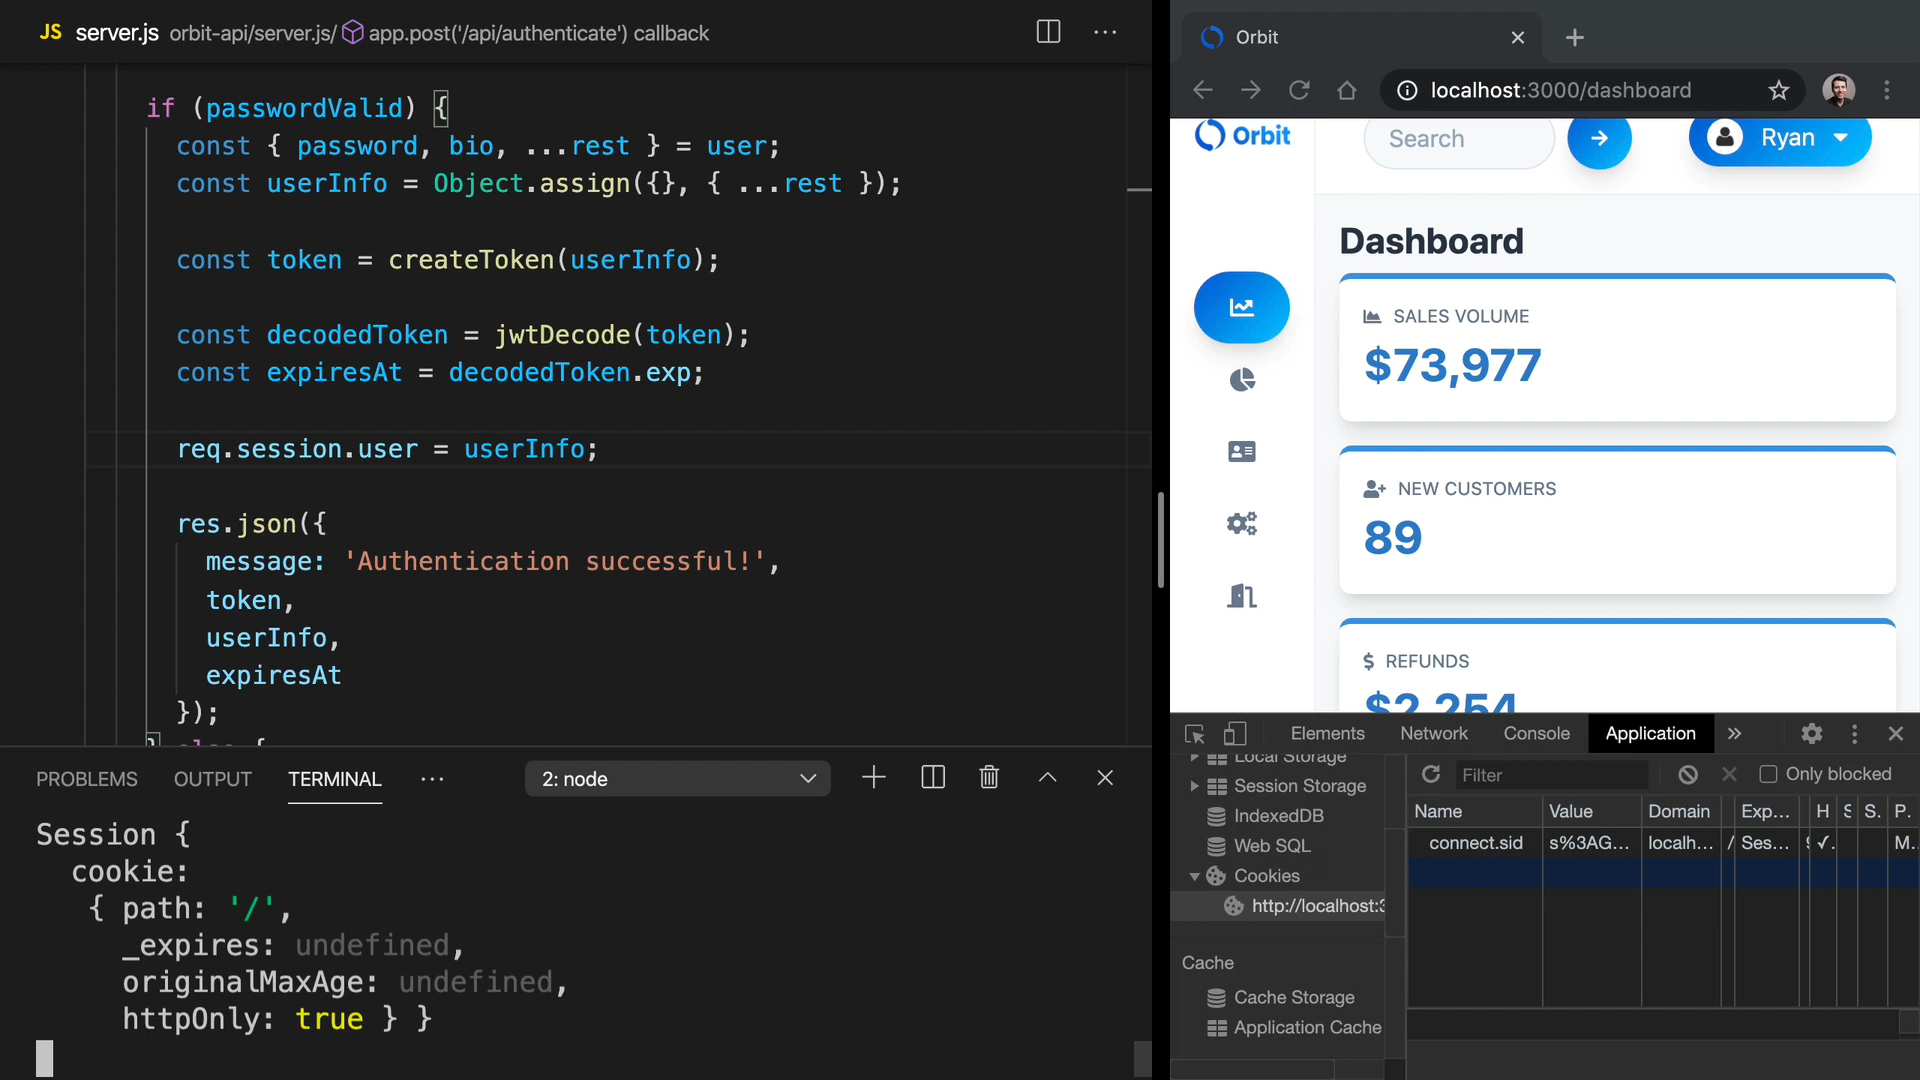 JS server.js orbit-api/server.js/ app.post('/api/authenticate') callback
if (passwordValid) {
const { password, bio, ...rest } = user;
const userInfo = Object.assign({}, { ...rest });
const token = createToken(userInfo);
const decodedToken = jwtDecode(token);
const expiresAt = decodedToken.exp;
req.session.user = userInfo;
res.json({
message: 'Authentication successful!',
token,
userInfo,
expiresAt
});
} else {
PROBLEMS OUTPUT TERMINAL ... 2: node
Session {
cookie:
{ path: '/',
_expires: undefined,
originalMaxAge: undefined,
httpOnly: true } }
Orbit
localhost:3000/dashboard
Orbit Search Ryan
Dashboard
SALES VOLUME
$73,977
NEW CUSTOMERS
89
REFUNDS
$2,254
Elements Network Console Application
Local Storage
Session Storage
IndexedDB
Web SQL
Cookies
http://localhost:3
Cache
Cache Storage
Application Cache
Filter Only blocked
Name Value Domain Exp... H S S. P.
connect.sid s%3AG... localh... / Ses... ✓. M.